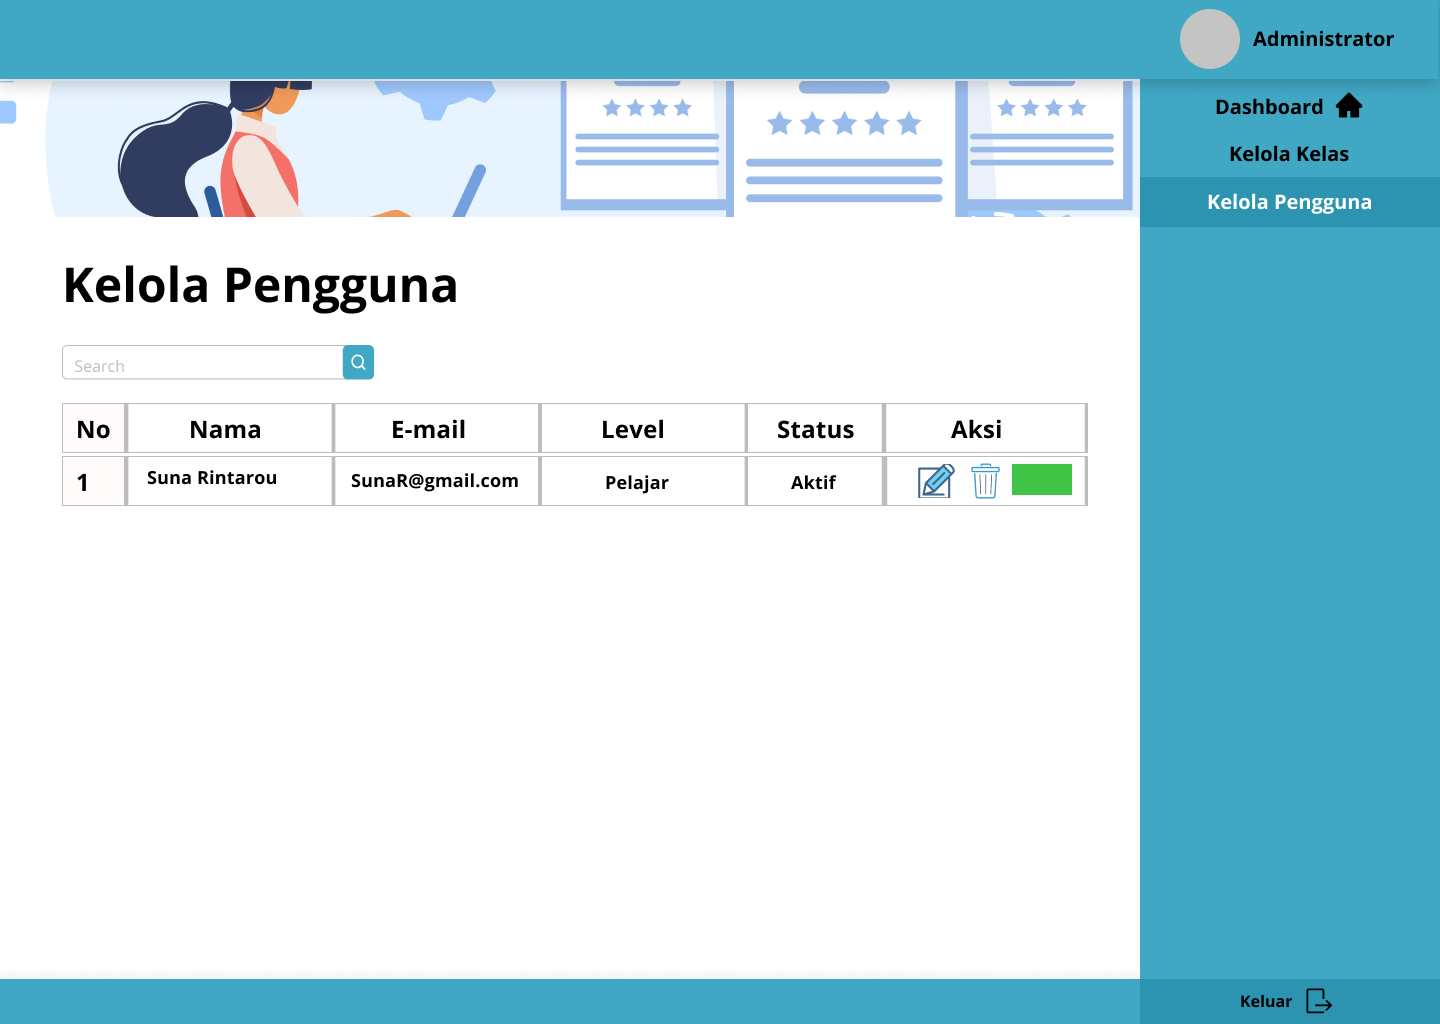 Administrator
Dashboard
Kelola Kelas
Kelola Pengguna
Kelola Pengguna
Search
No Nama E-mail Level Status Aksi
1 Suna Rintarou SunaR@gmail.com Pelajar Aktif
Keluar